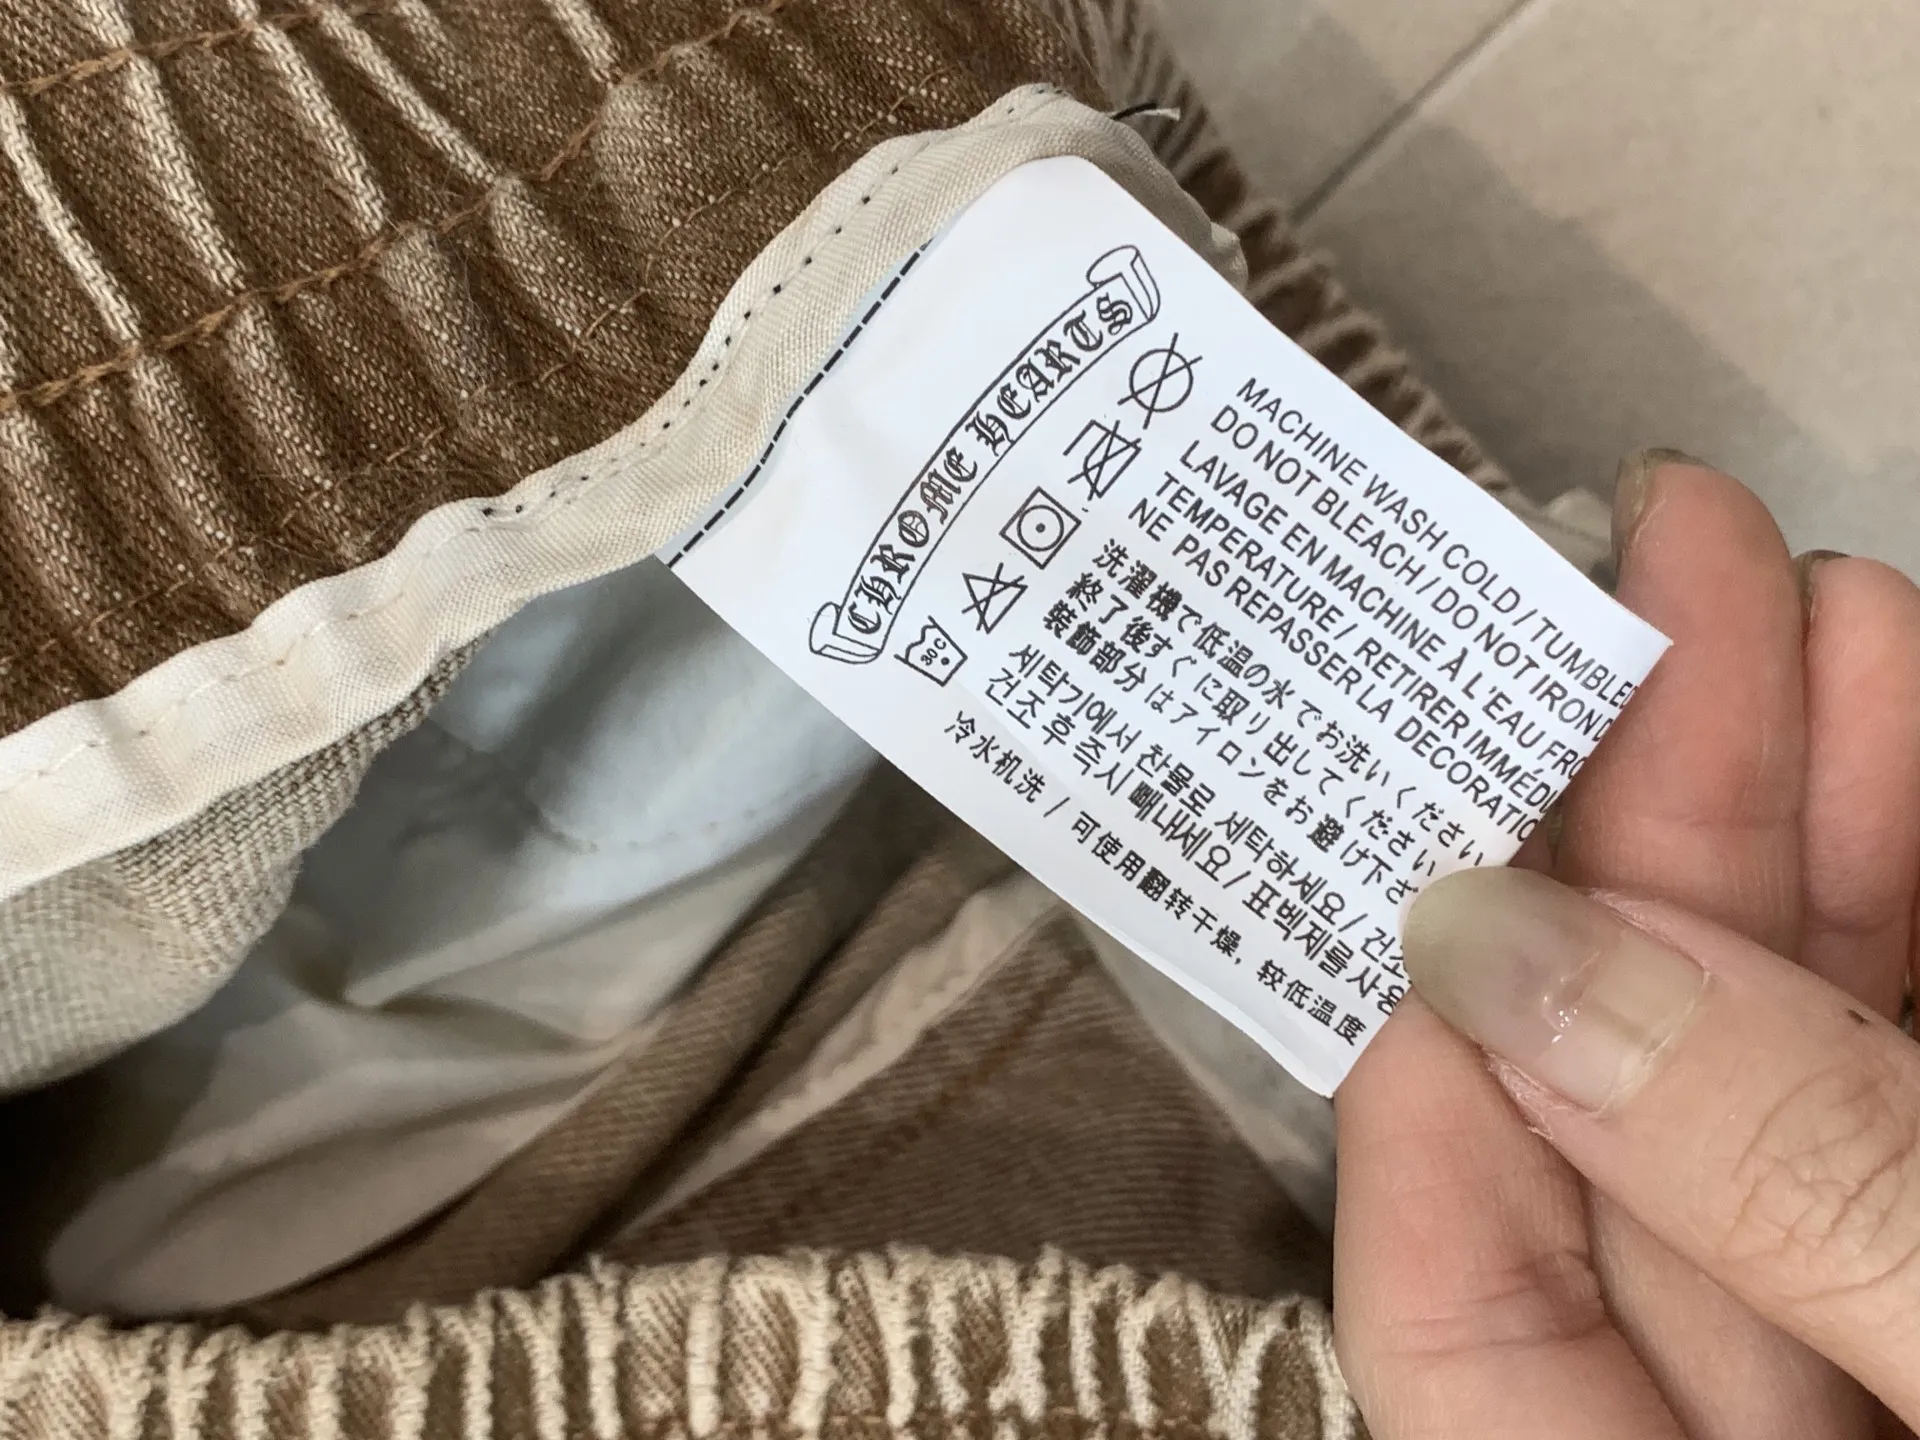 CHROME HEARTS
MACHINE WASH COLD / TUMBLED
DO NOT BLEACH / DO NOT IRON D
LAVAGE EN MACHINE À L'EAU FRO
TEMPERATURE / RETIRER IMMÉDI
NE PAS REPASSER LA DECORATIO
洗濯機で低温の水でお洗いください
終了後すぐに取り出してください
装飾部分はアイロンをお避け下さ
세탁기에서 찬물로 세탁하세요 / 건조
건조 후 즉시 빼내세요 / 표백제를 사용
冷水机洗 / 可使用翻转干燥, 较低温度